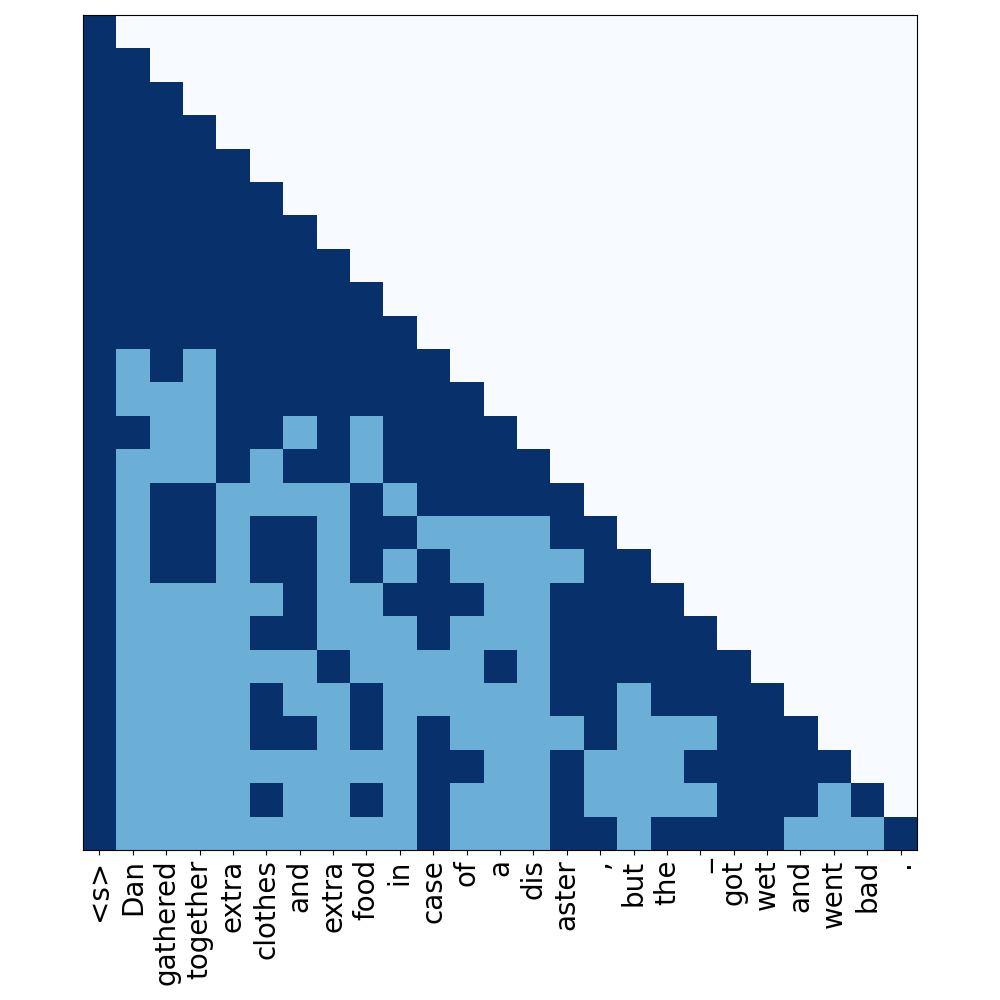 <s> Dan gathered together extra clothes and extra food in case of a dis aster , but the _ got wet and went bad .